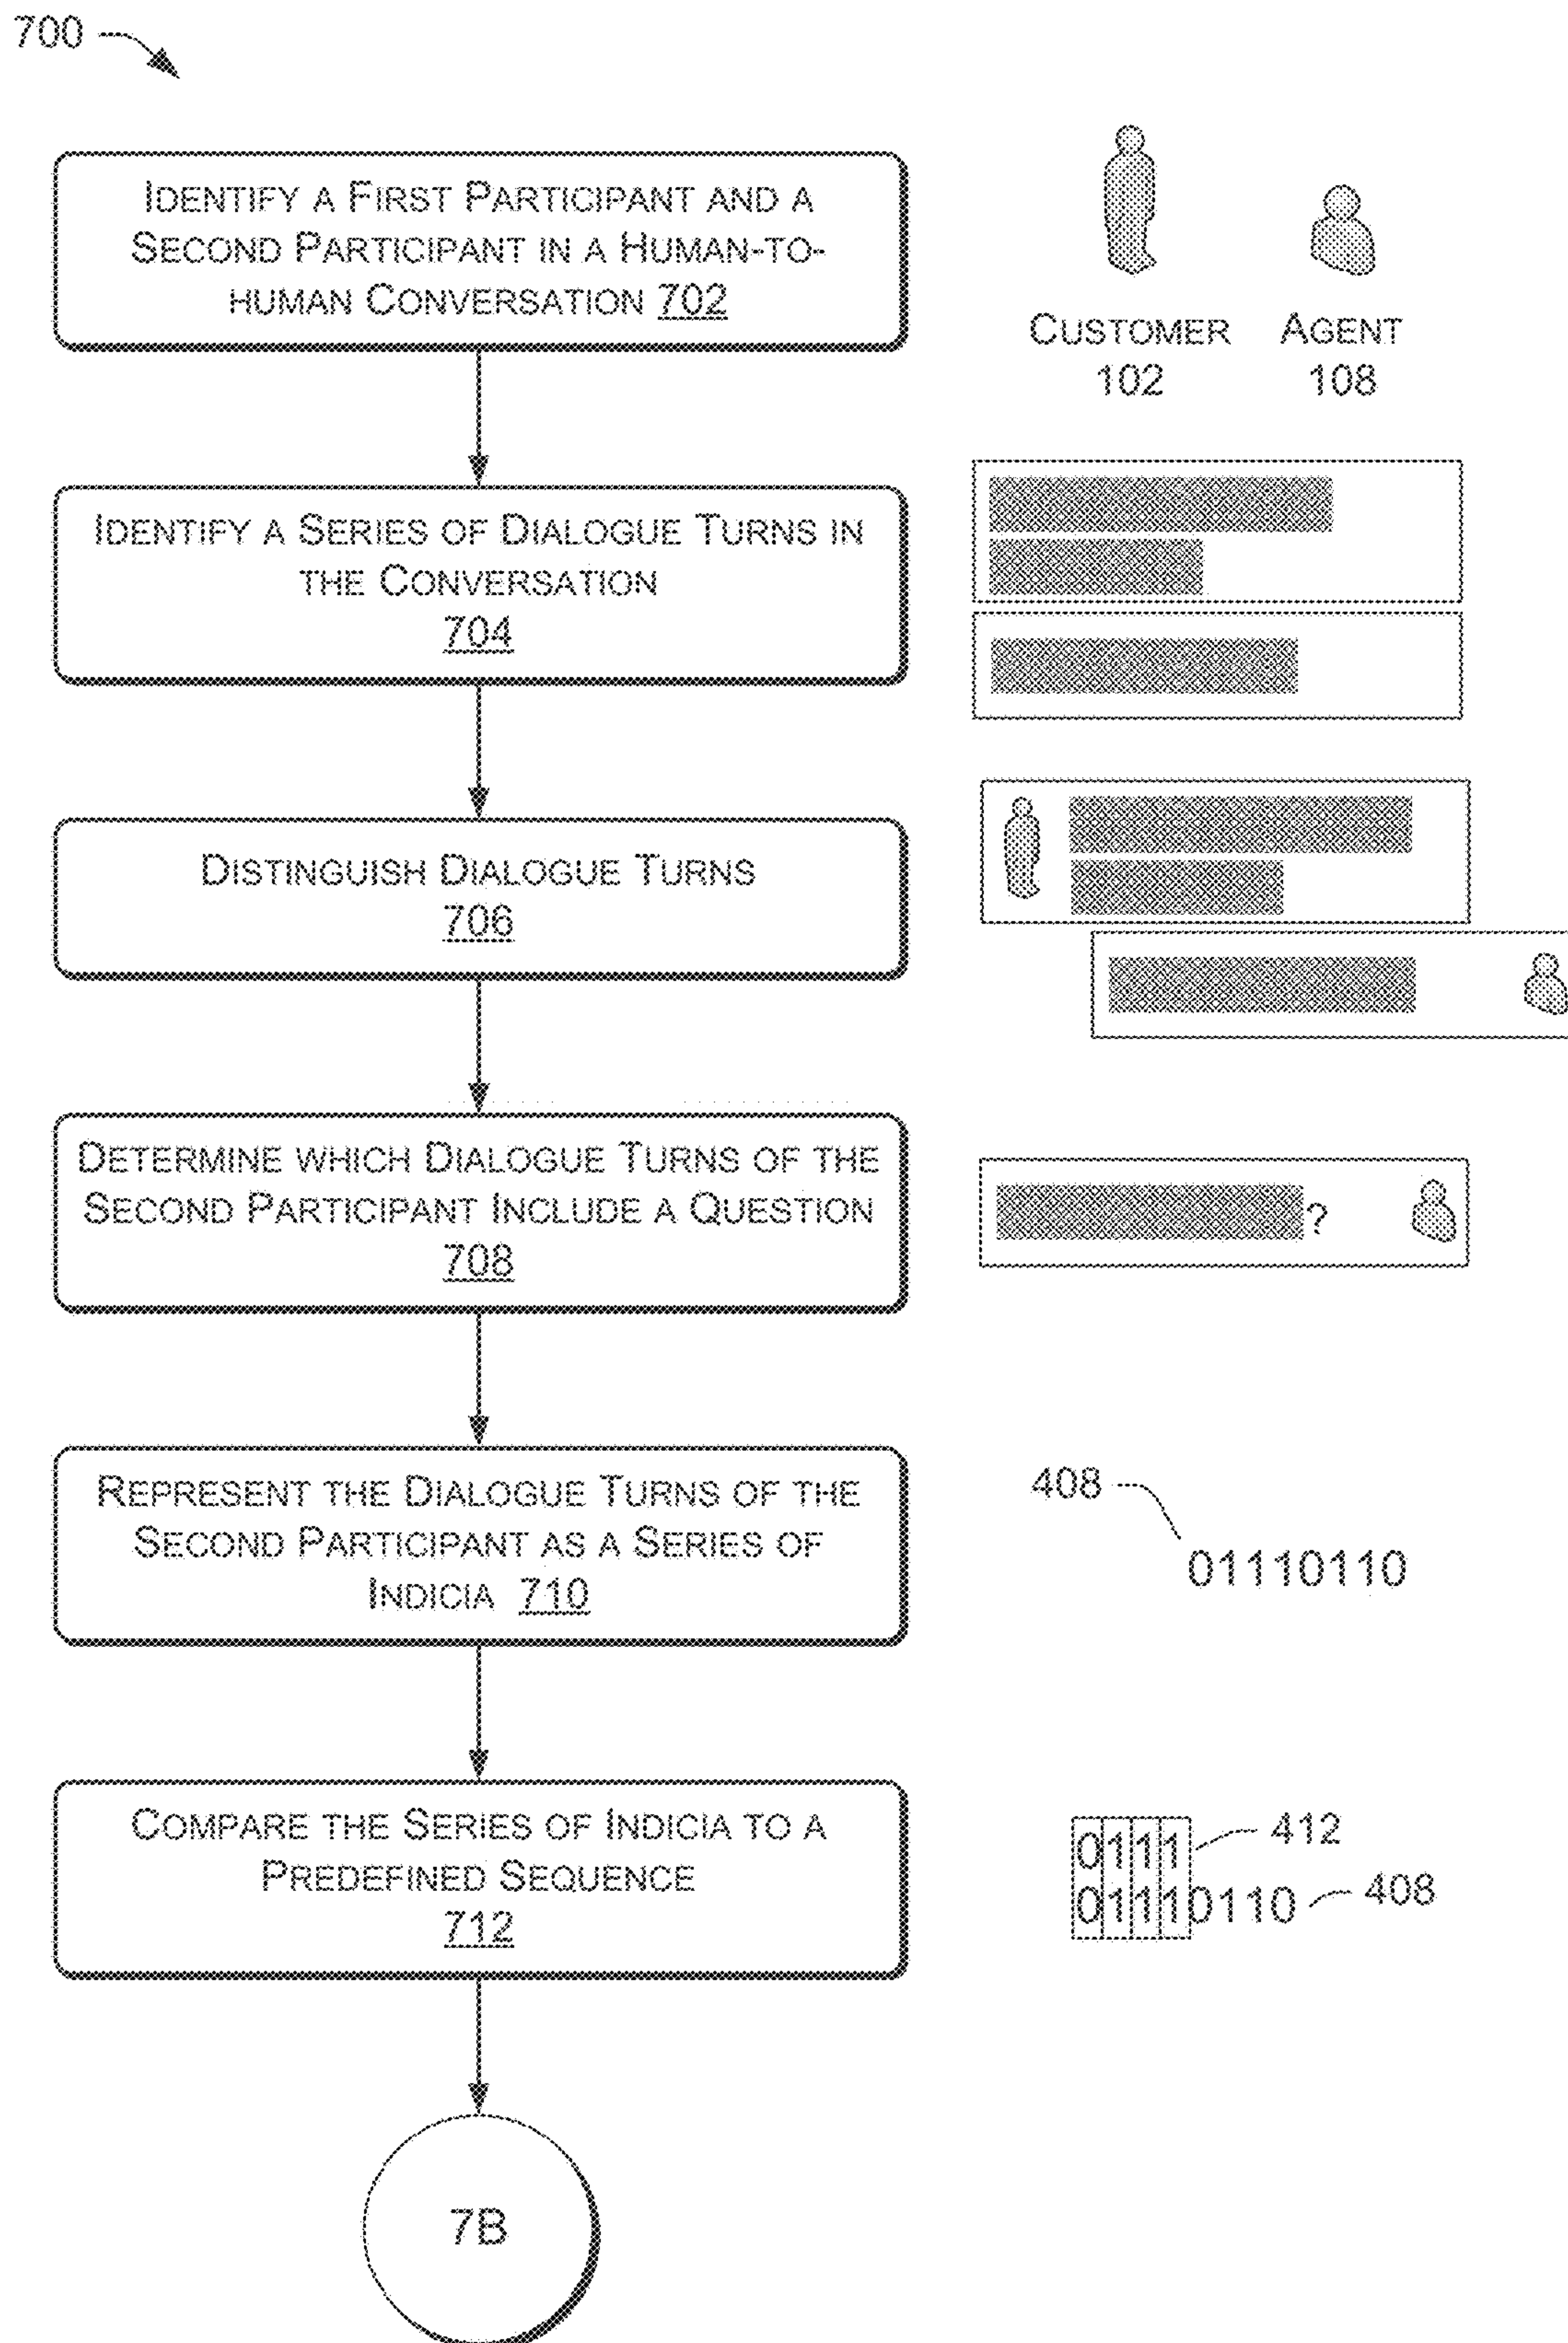 700
IDENTIFY A FIRST PARTICIPANT AND A
SECOND PARTICIPANT IN A HUMAN-TO-
HUMAN CONVERSATION 702
CUSTOMER
102
AGENT
108
IDENTIFY A SERIES OF DIALOGUE TURNS IN
THE CONVERSATION
704
DISTINGUISH DIALOGUE TURNS
706
DETERMINE WHICH DIALOGUE TURNS OF THE
SECOND PARTICIPANT INCLUDE A QUESTION
708
?
REPRESENT THE DIALOGUE TURNS OF THE
SECOND PARTICIPANT AS A SERIES OF
INDICIA 710
408
01110110
COMPARE THE SERIES OF INDICIA TO A
PREDEFINED SEQUENCE
712
0111 412
01110110 408
7B